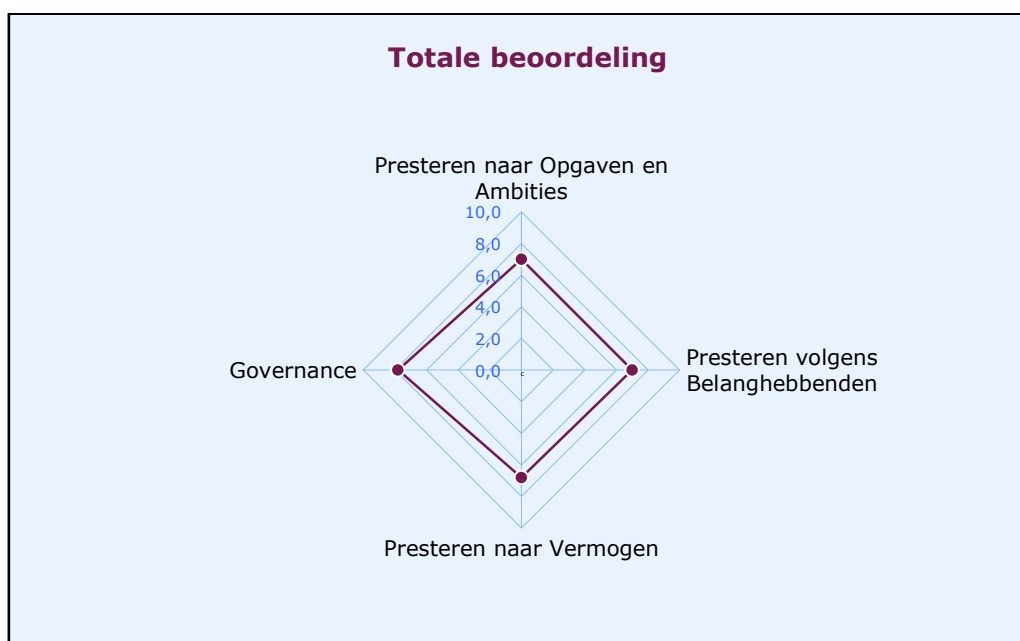 Totale beoordeling
Presteren naar Opgaven en
Ambities
10,0
8,0
6,0
4,0
2,0
0,0
c
Governance
Presteren volgens
Belanghebbenden
Presteren naar Vermogen